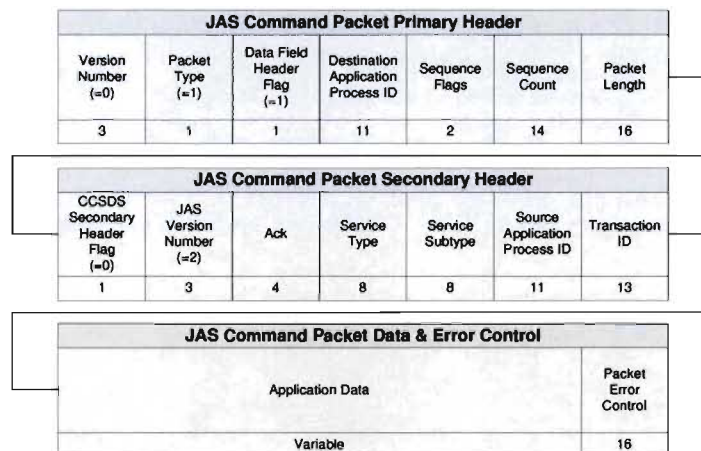 JAS Command Packet Primary Header
Version Number (=0)
Packet Type (=1)
Data Field Header Flag (=1)
Destination Application Process ID
Sequence Flags
Sequence Count
Packet Length
3 1 1 11 2 14 16
JAS Command Packet Secondary Header
CCSDS Secondary Header Flag (=0)
JAS Version Number (=2)
Ack
Service Type
Service Subtype
Source Application Process ID
Transaction ID
1 3 4 8 8 11 13
JAS Command Packet Data & Error Control
Application Data
Packet Error Control
Variable 16